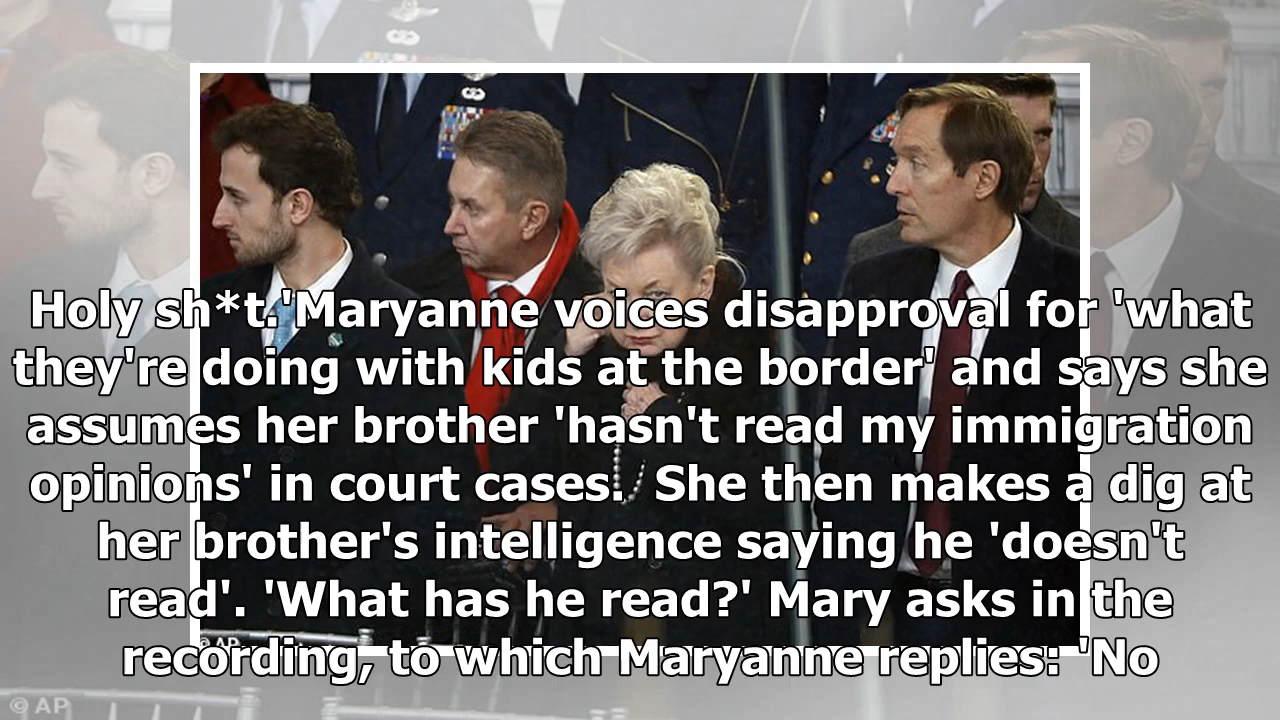 Holy sh*t.'Maryanne voices disapproval for 'what
they're doing with kids at the border' and says she
assumes her brother 'hasn't read my immigration
opinions' in court cases.  She then makes a dig at
her brother's intelligence saying he 'doesn't
read'. 'What has he read?' Mary asks in the
recording, to which Maryanne replies: 'No
© AP
© AP